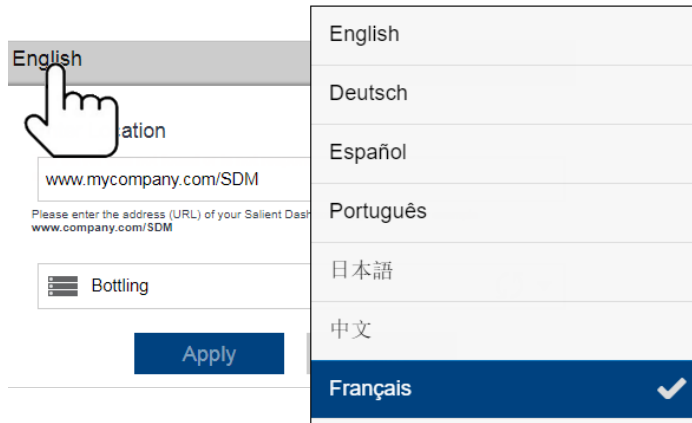 English
ation
www.mycompany.com/SDM
Please enter the address (URL) of your Salient Dash
www.company.com/SDM
Bottling
Apply
English
Deutsch
Español
Português
日本語
中文
Français